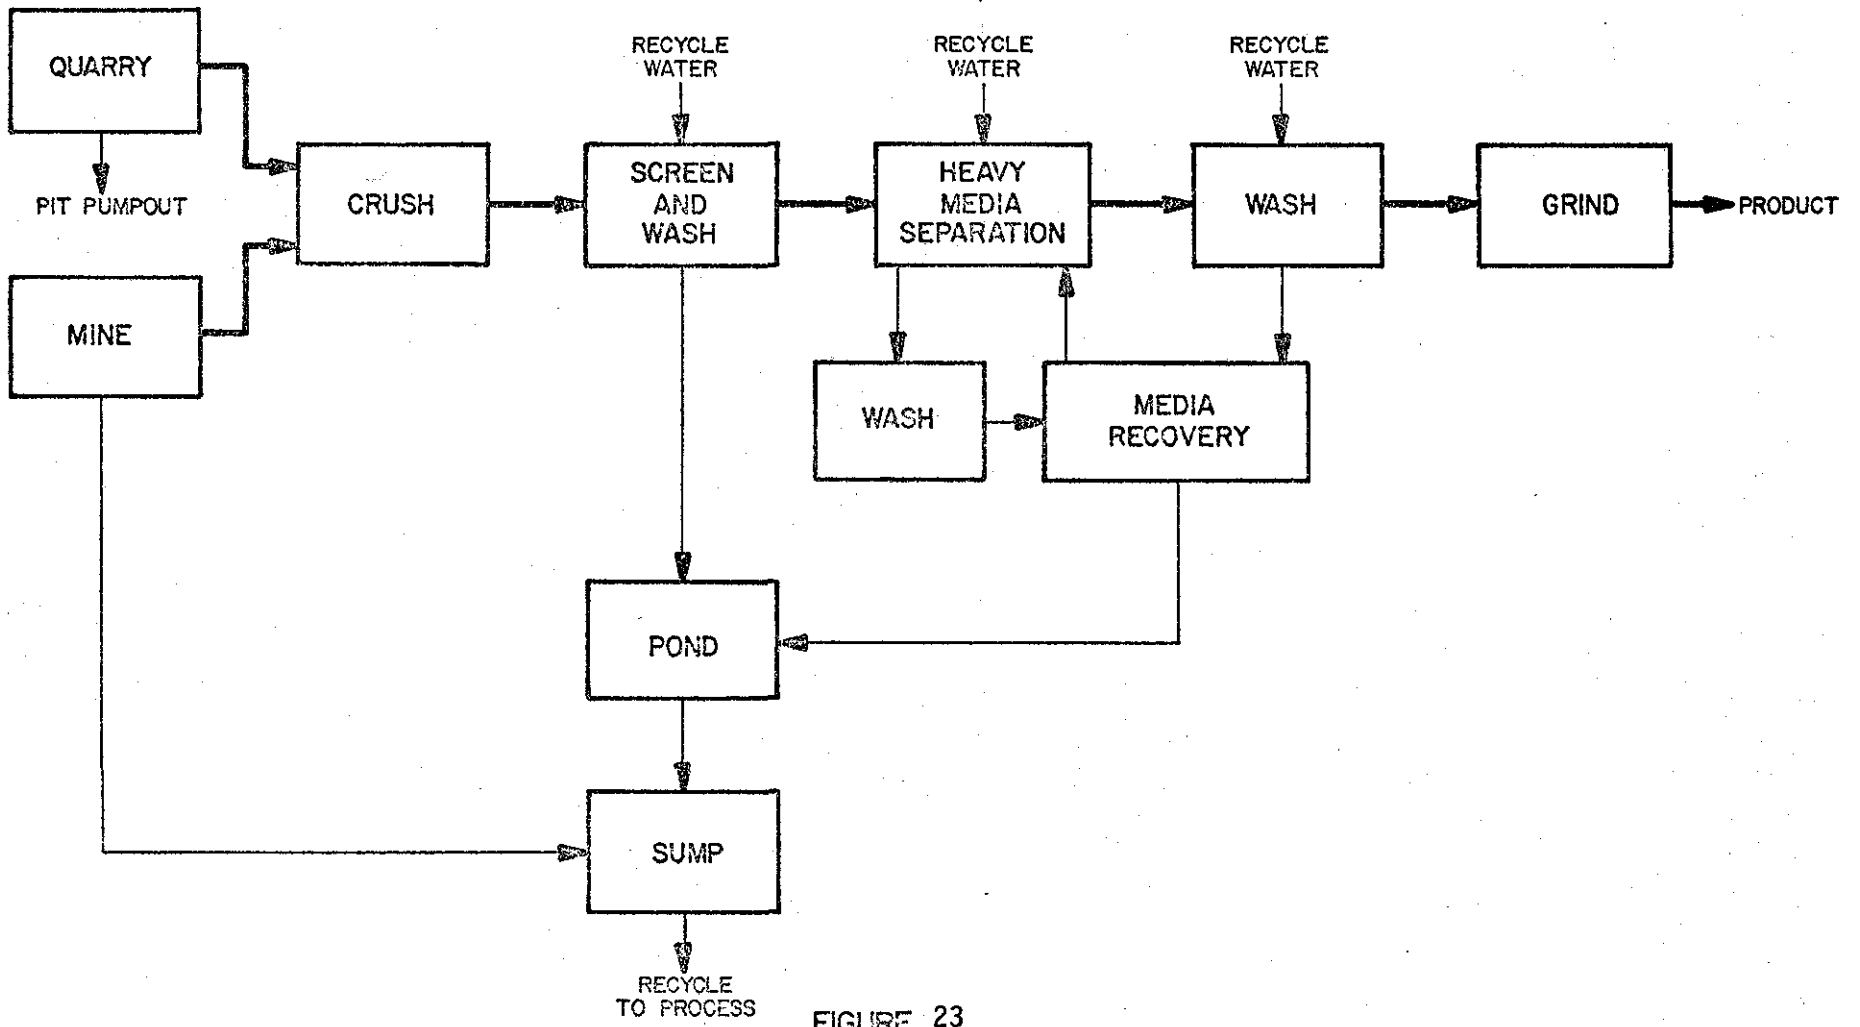 RECYCLE
WATER
RECYCLE
WATER
RECYCLE
WATER
QUARRY
PIT PUMPOUT
MINE
CRUSH
SCREEN
AND
WASH
HEAVY
MEDIA
SEPARATION
WASH
GRIND
PRODUCT
WASH
MEDIA
RECOVERY
POND
SUMP
RECYCLE
TO PROCESS
FIGURE 23